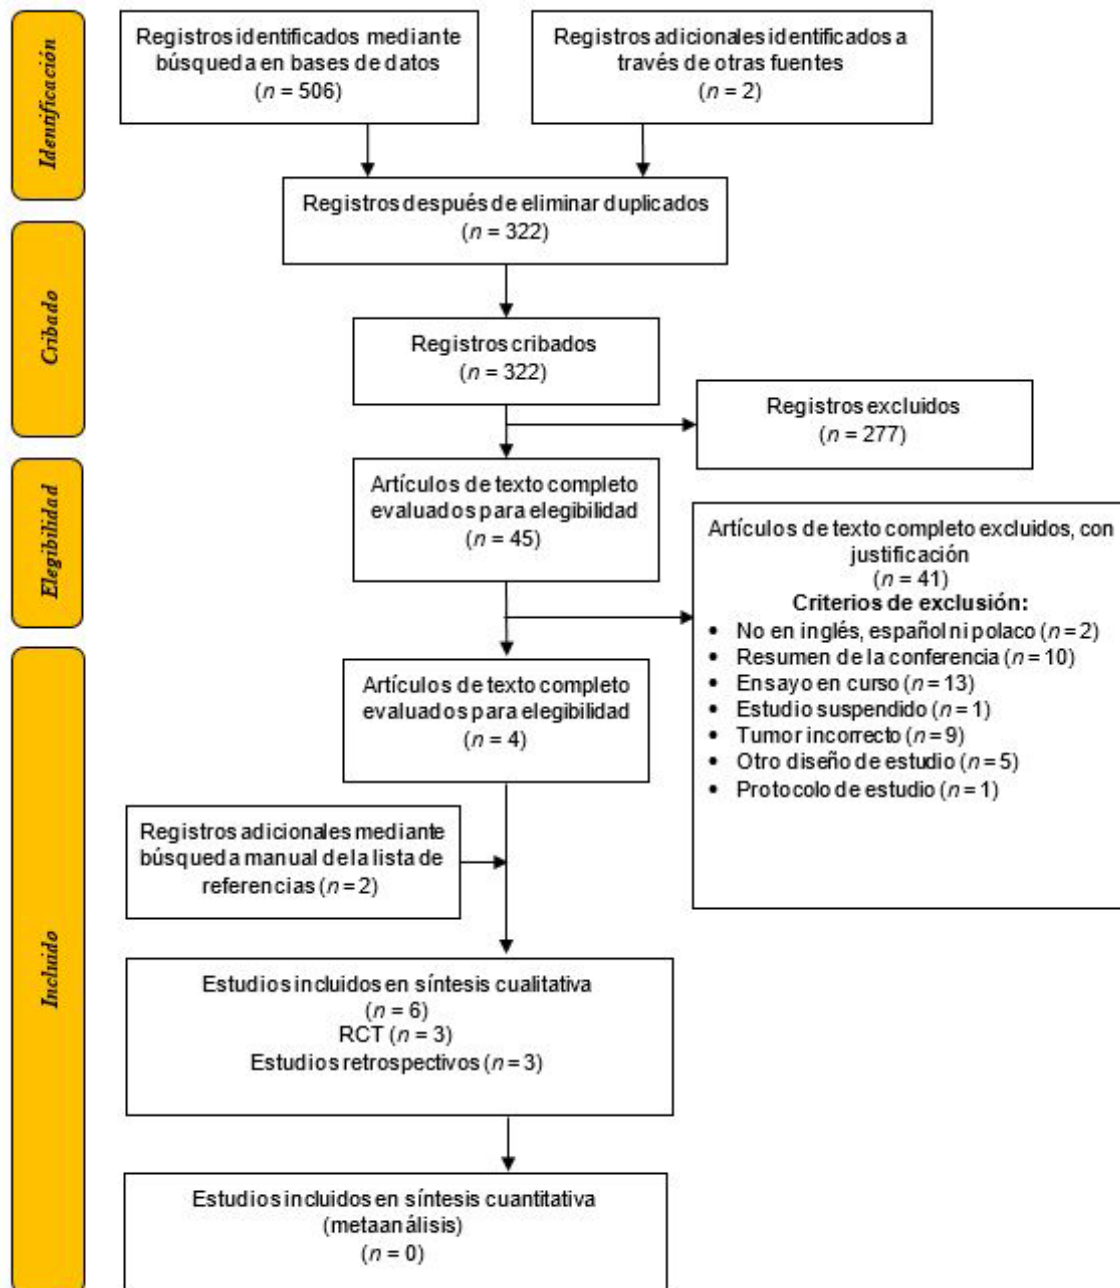 Identificación
Registros identificados mediante
búsqueda en bases de datos
(n = 506)
Registros adicionales identificados a
través de otras fuentes
(n = 2)
Registros después de eliminar duplicados
(n = 322)
Cribado
Registros cribados
(n = 322)
Registros excluidos
(n = 277)
Elegibilidad
Artículos de texto completo
evaluados para elegibilidad
(n = 45)
Artículos de texto completo excluidos, con
justificación
(n = 41)
Criterios de exclusión:
• No en inglés, español ni polaco (n = 2)
• Resumen de la conferencia (n = 10)
• Ensayo en curso (n = 13)
• Estudio suspendido (n = 1)
• Tumor incorrecto (n = 9)
• Otro diseño de estudio (n = 5)
• Protocolo de estudio (n = 1)
Incluido
Artículos de texto completo
evaluados para elegibilidad
(n = 4)
Registros adicionales mediante
búsqueda manual de la lista de
referencias (n = 2)
Estudios incluidos en síntesis cualitativa
(n = 6)
RCT (n = 3)
Estudios retrospectivos (n = 3)
Estudios incluidos en síntesis cuantitativa
(metaanálisis)
(n = 0)